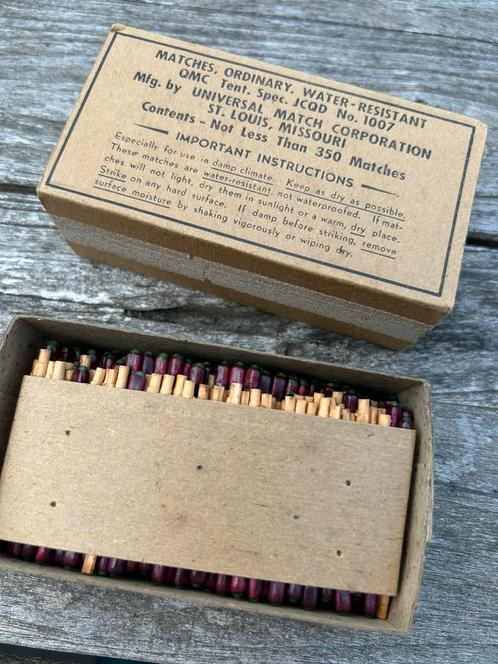 MATCHES, ORDINARY, WATER-RESISTANT
QMC Tent. Spec. JCQD No. 1007
Mfg. by UNIVERSAL MATCH CORPORATION
ST. LOUIS, MISSOURI
Contents - Not Less Than 350 Matches
IMPORTANT INSTRUCTIONS
Especially for use in damp climate. Keep as dry as possible.
These matches are water-resistant, not waterproofed. If mat-
ches will not light, dry them in sunlight or a warm, dry place.
Strike on any hard surface. If damp before striking, remove
surface moisture by shaking vigorously or wiping dry.